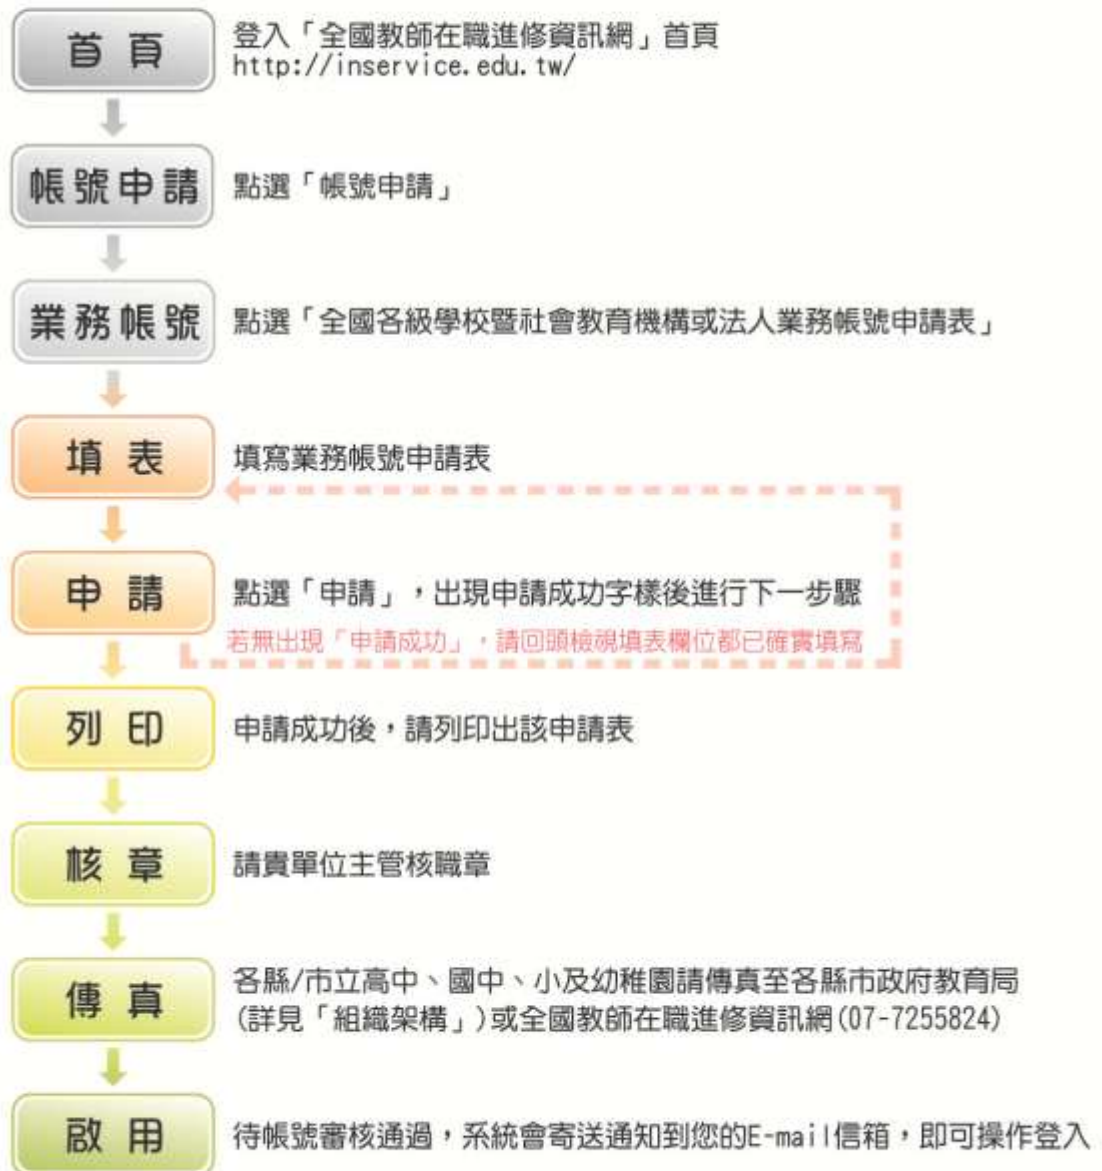 首頁
登入「全國教師在職進修資訊網」首頁
http://inservice.edu.tw/
帳號申請
點選「帳號申請」
業務帳號
點選「全國各級學校暨社會教育機構或法人業務帳號申請表」
填表
填寫業務帳號申請表
申請
點選「申請」，出現申請成功字樣後進行下一步驟
若無出現「申請成功」，請回頭檢視填表欄位都已確實填寫
列印
申請成功後，請列印出該申請表
核章
請貴單位主管核職章
傳真
各縣/市立高中、國中、小及幼稚園請傳真至各縣市政府教育局
(詳見「組織架構」)或全國教師在職進修資訊網(07-7255824)
啟用
待帳號審核通過，系統會寄送通知到您的E-mail信箱，即可操作登入